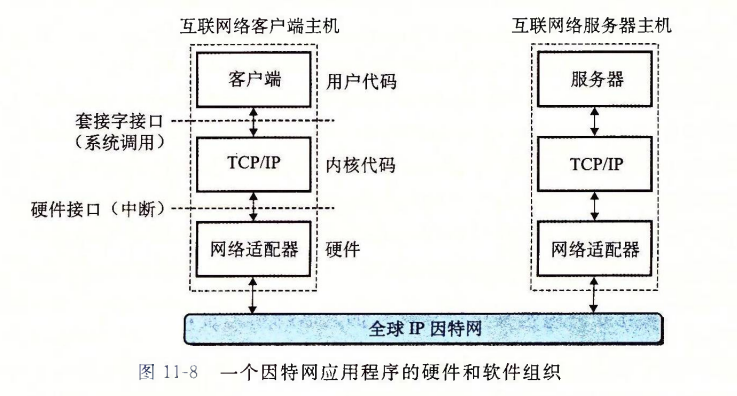 互联网络客户端主机
互联网络服务器主机
客户端
用户代码
服务器
套接字接口
（系统调用）
TCP/IP
内核代码
TCP/IP
硬件接口（中断）
网络适配器
硬件
网络适配器
全球 IP 因特网
图 11-8 一个因特网应用程序的硬件和软件组织